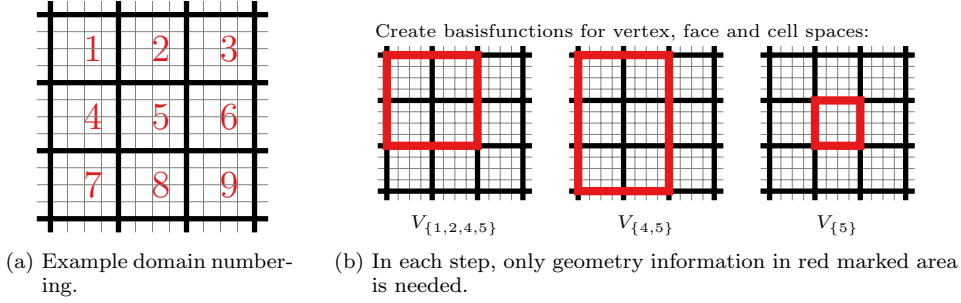 1 2 3
4 5 6
7 8 9
(a) Example domain number-
ing.
Create basisfunctions for vertex, face and cell spaces:
V_{\{1,2,4,5\}} V_{\{4,5\}} V_{\{5\}}
(b) In each step, only geometry information in red marked area
is needed.